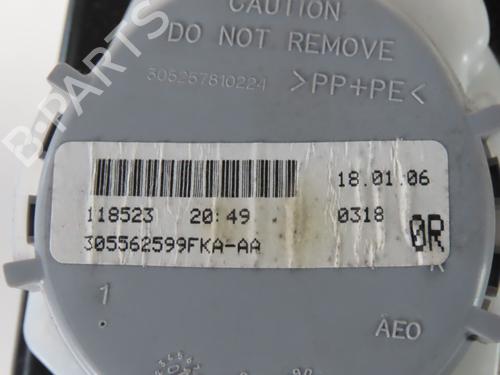 CAUTION
DO NOT REMOVE
305257810224
>PP+PE<
18.01.06
118523 20:49 0318
305562599FKA-AA
0R
R
1
AEO
B-PARTS